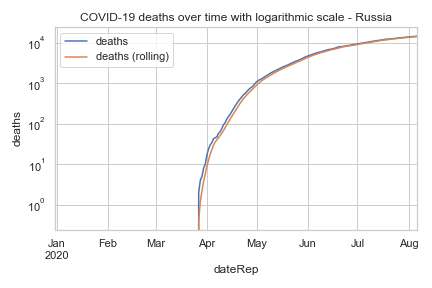 COVID-19 deaths over time with logarithmic scale - Russia
deaths
deaths (rolling)
10⁴
10³
10²
10¹
10⁰
deaths
Jan Feb Mar Apr May Jun Jul Aug
2020
dateRep